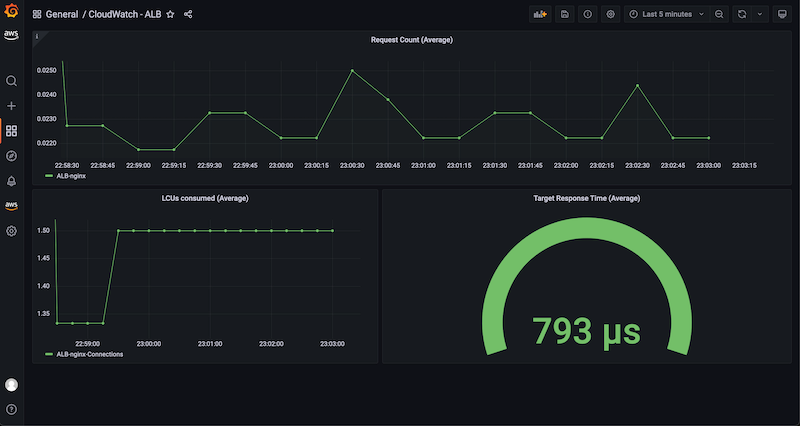 General / CloudWatch - ALB
Last 5 minutes
aws
aws
i
Request Count (Average)
0.0250
0.0240
0.0230
0.0220
22:58:30 22:58:45 22:59:00 22:59:15 22:59:30 22:59:45 23:00:00 23:00:15 23:00:30 23:00:45 23:01:00 23:01:15 23:01:30 23:01:45 23:02:00 23:02:15 23:02:30 23:02:45 23:03:00 23:03:15
ALB-nginx
LCUs consumed (Average)
1.50
1.45
1.40
1.35
22:59:00 23:00:00 23:01:00 23:02:00 23:03:00
ALB-nginx-Connections
Target Response Time (Average)
793 µs